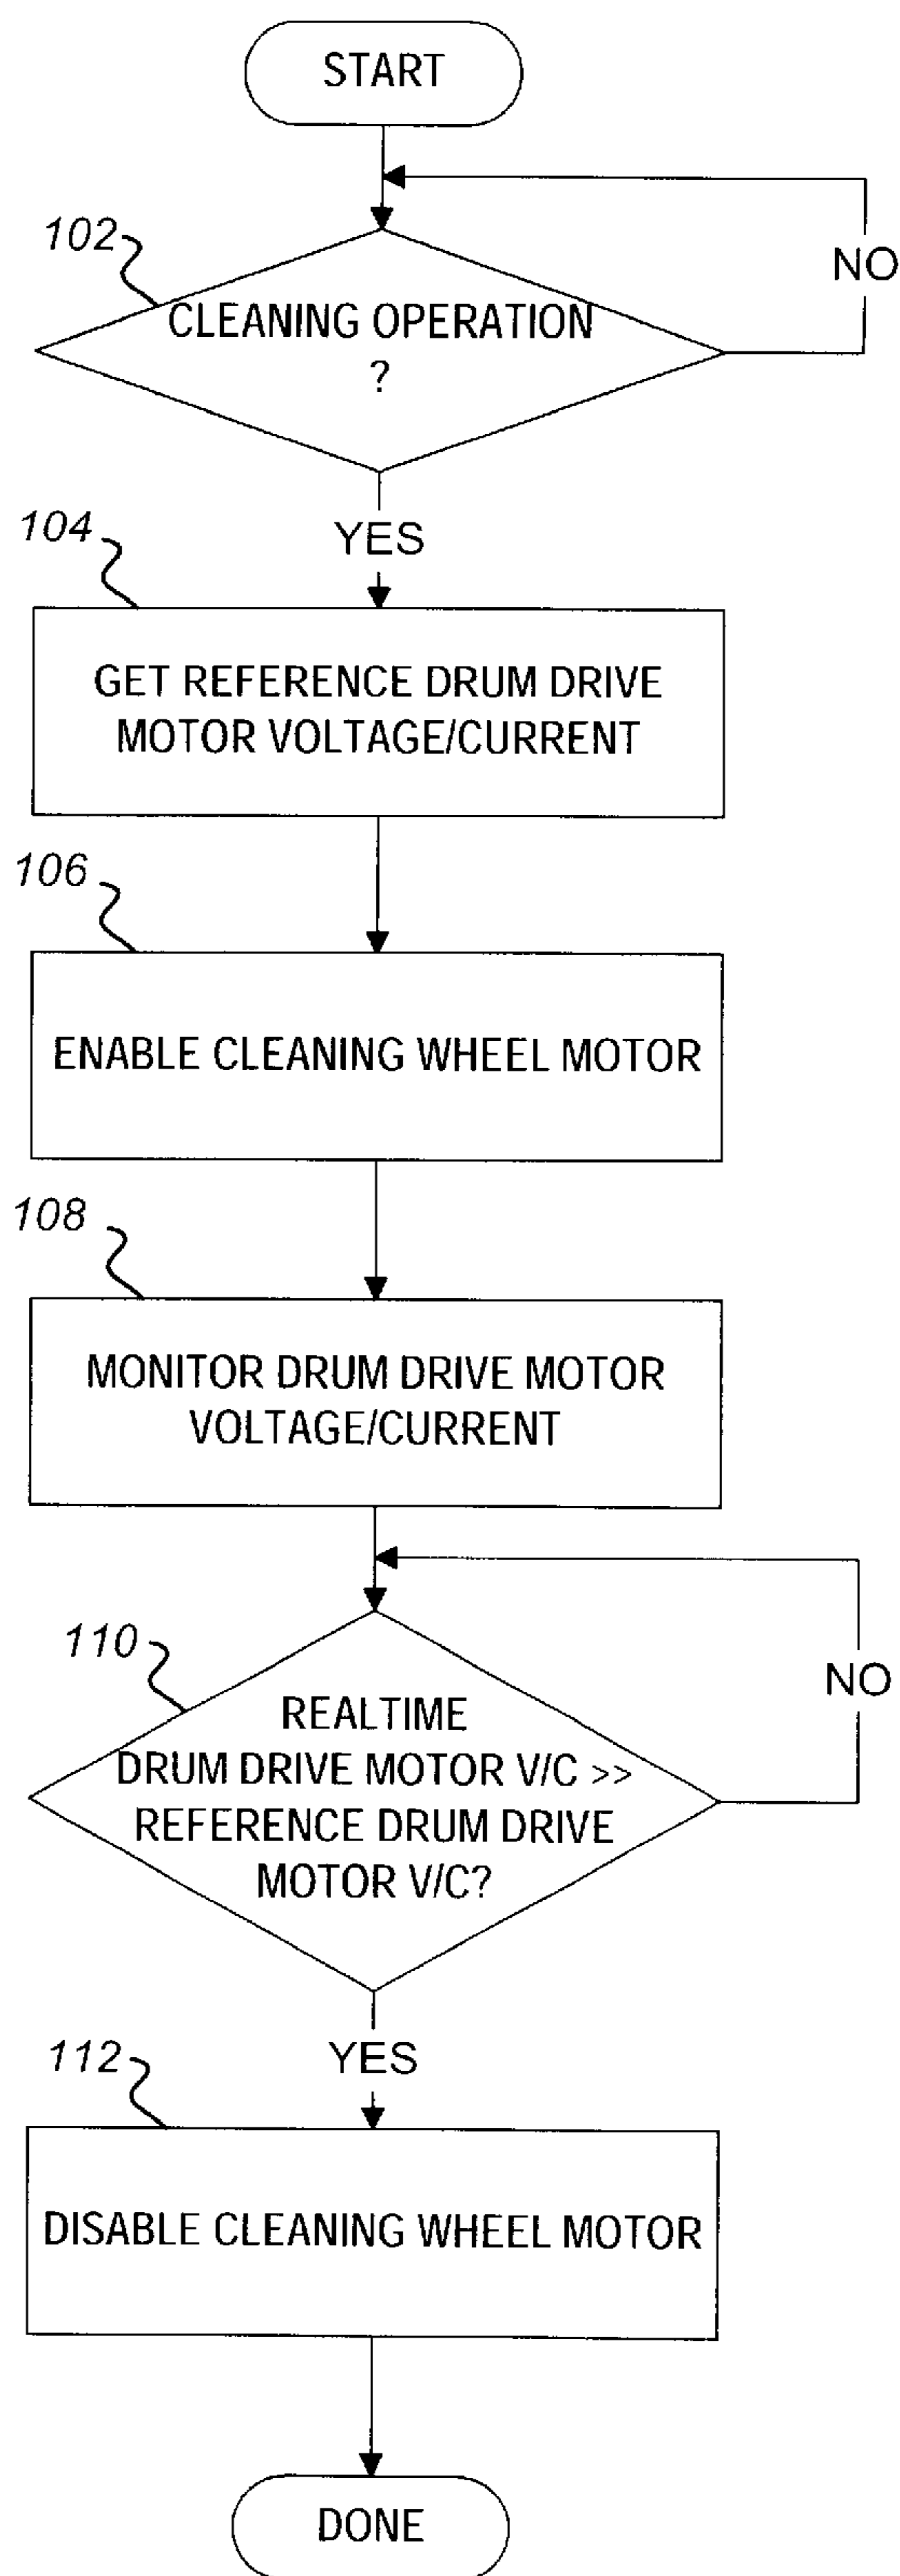 START
102
NO
CLEANING OPERATION
?
YES
104
GET REFERENCE DRUM DRIVE
MOTOR VOLTAGE/CURRENT
106
ENABLE CLEANING WHEEL MOTOR
108
MONITOR DRUM DRIVE MOTOR
VOLTAGE/CURRENT
110
NO
REALTIME
DRUM DRIVE MOTOR V/C >>
REFERENCE DRUM DRIVE
MOTOR V/C?
YES
112
DISABLE CLEANING WHEEL MOTOR
DONE